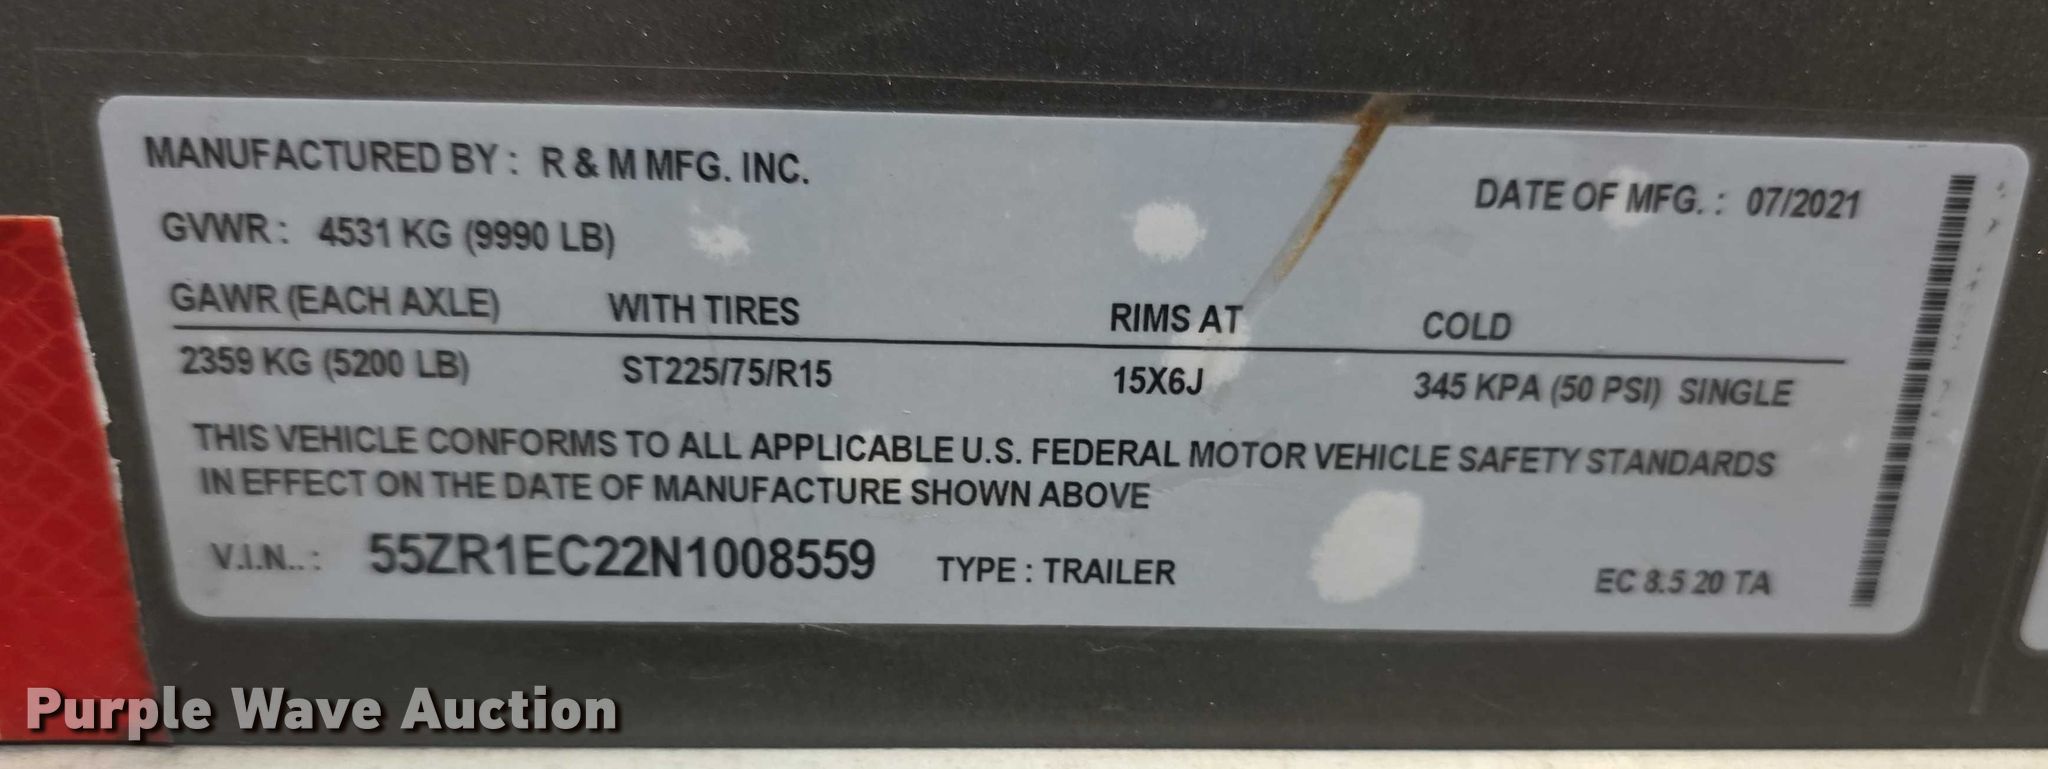 MANUFACTURED BY : R & M MFG. INC.
DATE OF MFG. : 07/2021
GVWR : 4531 KG (9990 LB)
GAWR (EACH AXLE) WITH TIRES RIMS AT COLD
2359 KG (5200 LB) ST225/75/R15 15X6J 345 KPA (50 PSI) SINGLE
THIS VEHICLE CONFORMS TO ALL APPLICABLE U.S. FEDERAL MOTOR VEHICLE SAFETY STANDARDS
IN EFFECT ON THE DATE OF MANUFACTURE SHOWN ABOVE
V.I.N.. : 55ZR1EC22N1008559 TYPE : TRAILER EC 8.5 20 TA
Purple Wave Auction